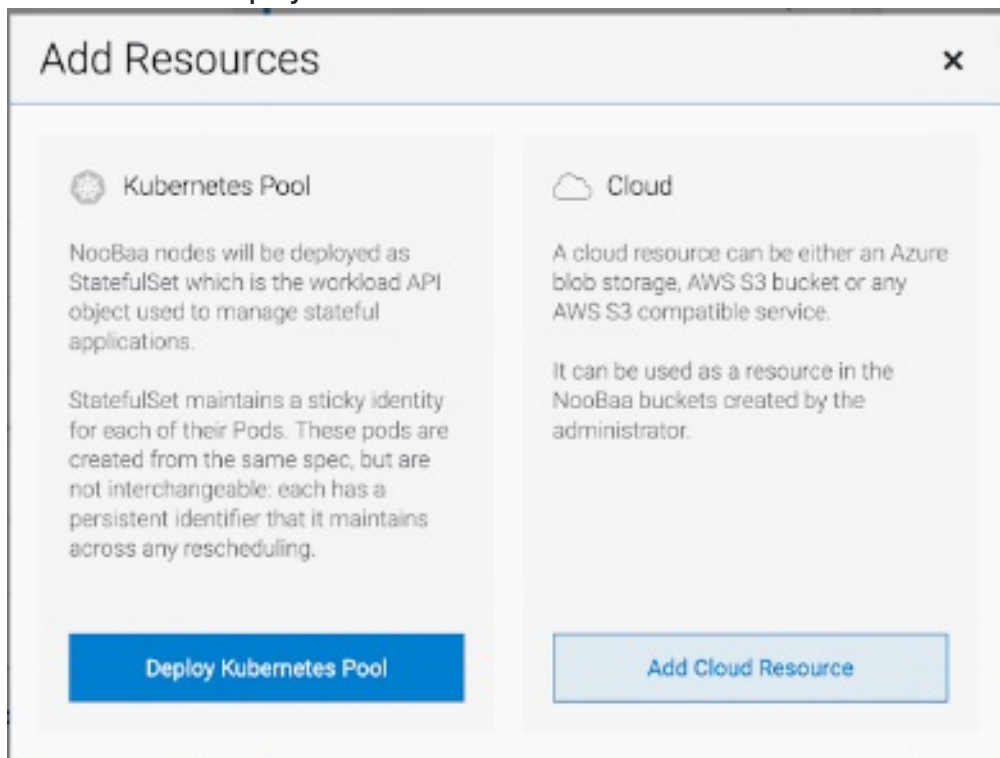 Add Resources
Kubernetes Pool
NooBaa nodes will be deployed as
StatefulSet which is the workload API
object used to manage stateful
applications.
StatefulSet maintains a sticky identity
for each of their Pods. These pods are
created from the same spec, but are
not interchangeable: each has a
persistent identifier that it maintains
across any rescheduling.
Deploy Kubernetes Pool
Cloud
A cloud resource can be either an Azure
blob storage, AWS S3 bucket or any
AWS S3 compatible service.
It can be used as a resource in the
NooBaa buckets created by the
administrator.
Add Cloud Resource